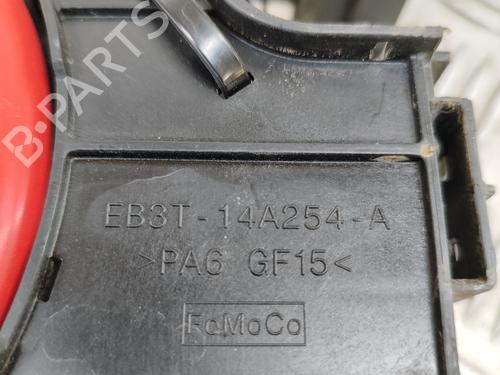 B-PARTS
EB3T-14A254-A
>PA6 GF15<
FoMoCo